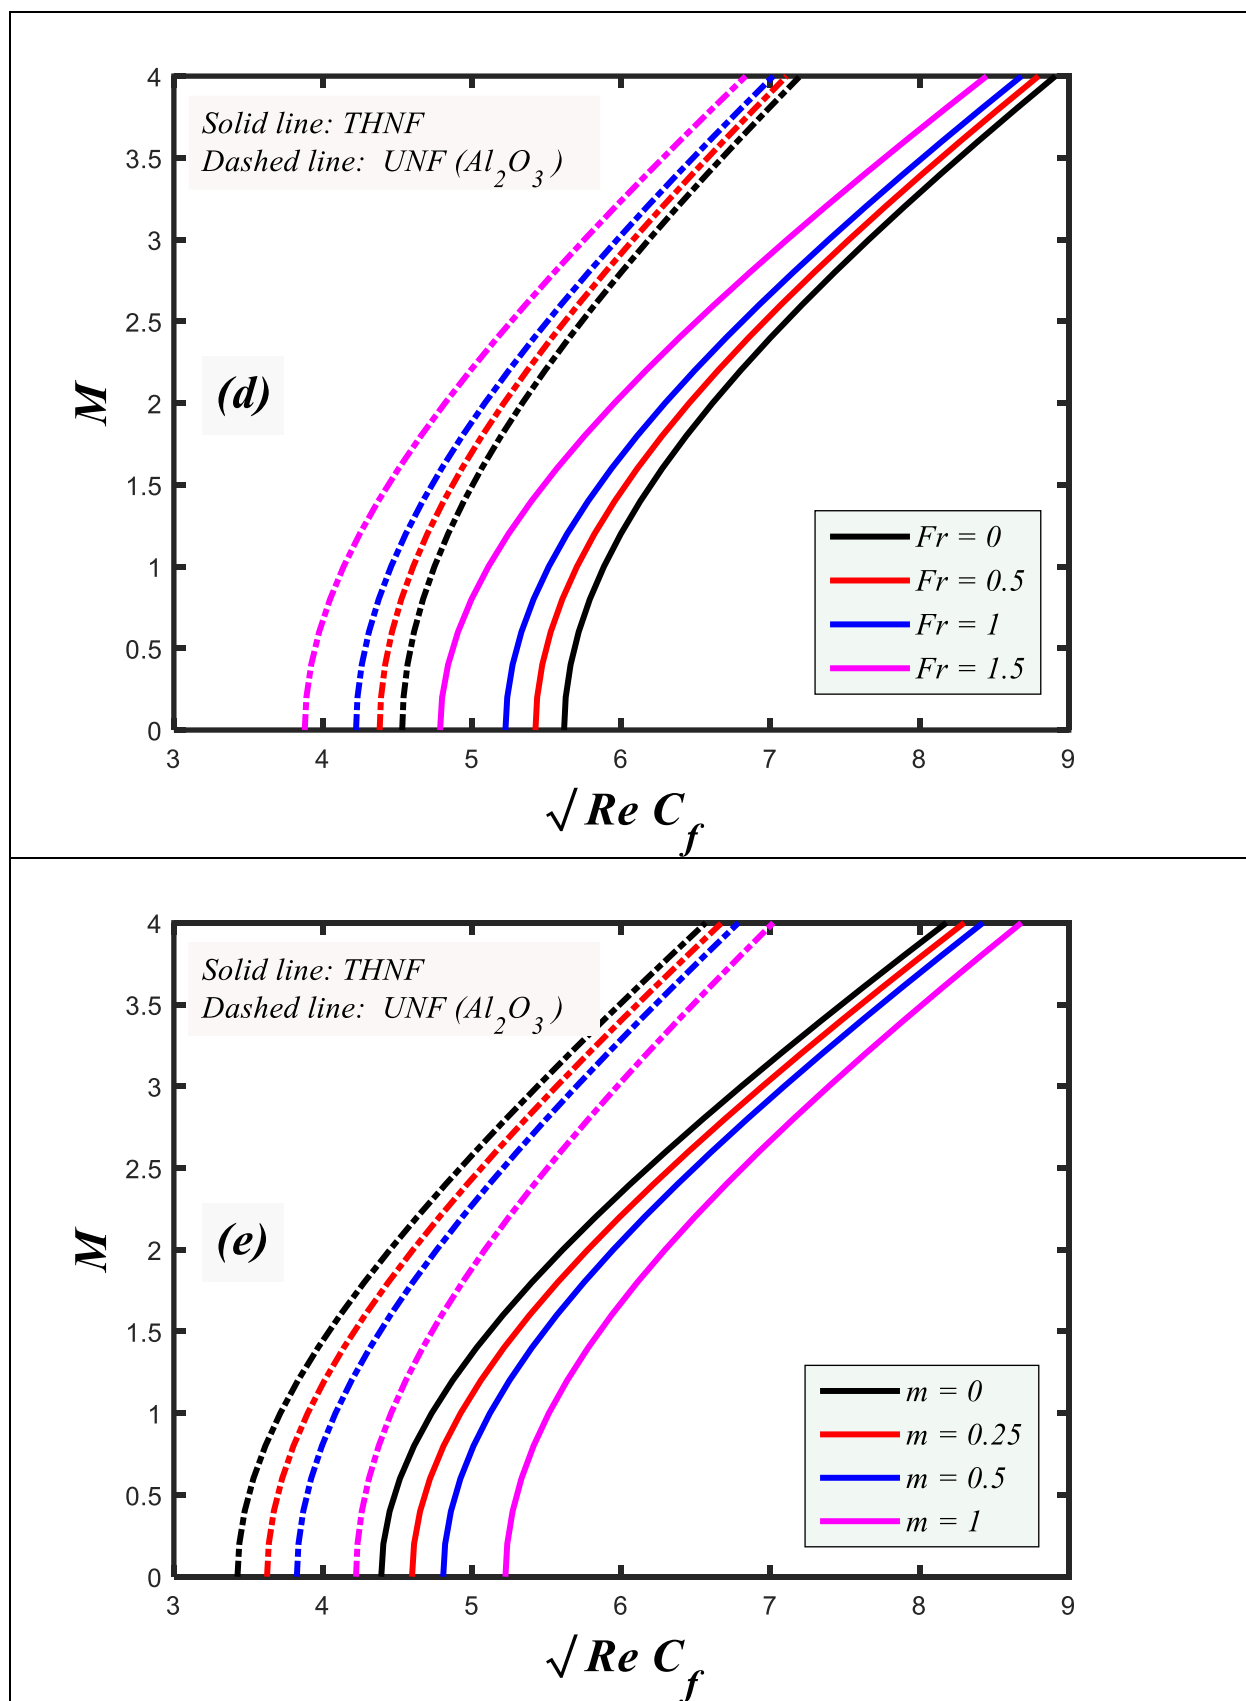 Solid line: THNF
Dashed line: UNF (Al2O3)
4
3.5
3
2.5
2
1.5
1
0.5
0
M
(d)
Fr = 0
Fr = 0.5
Fr = 1
Fr = 1.5
3 4 5 6 7 8 9
√ Re Cf
Solid line: THNF
Dashed line: UNF (Al2O3)
4
3.5
3
2.5
2
1.5
1
0.5
0
M
(e)
m = 0
m = 0.25
m = 0.5
m = 1
3 4 5 6 7 8 9
√ Re Cf